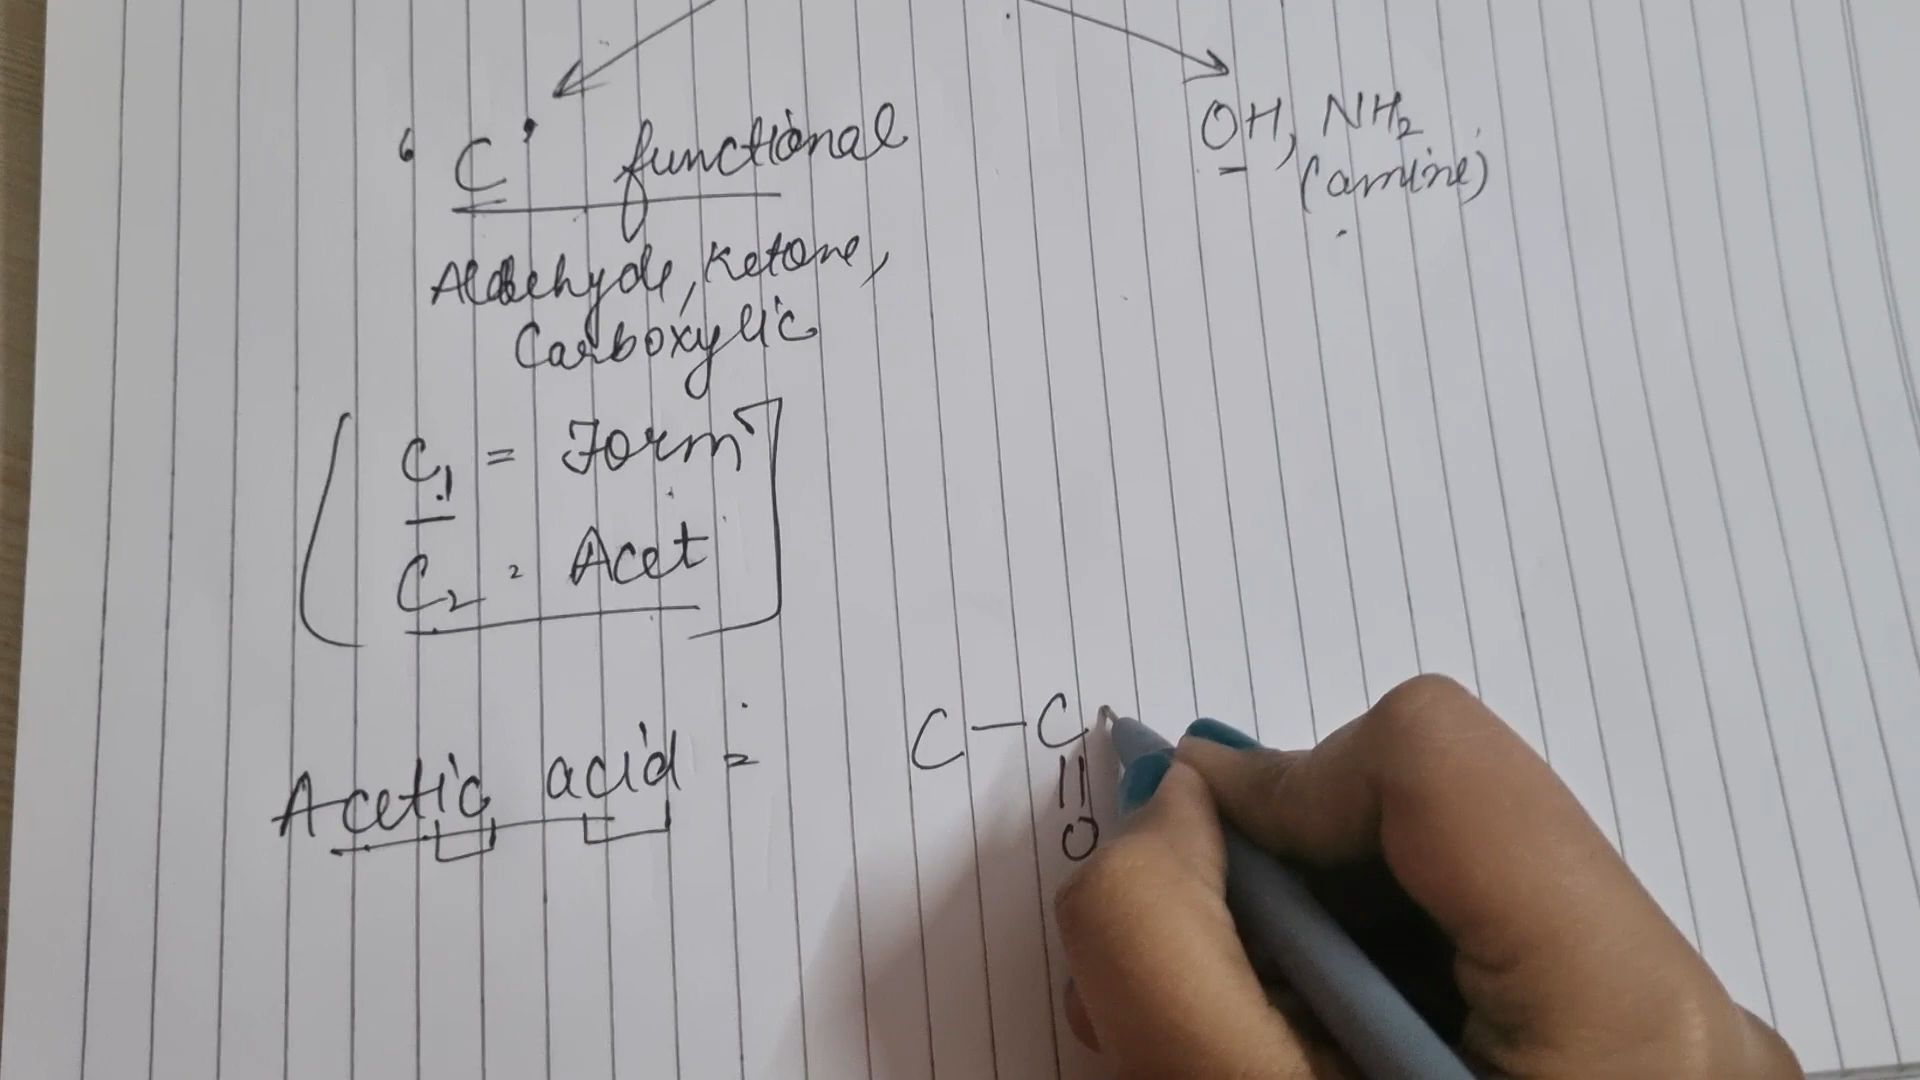 ‘C’ functional
Aldehyde, Ketone,
Carboxylic
OH, NH₂
(amine)
C₁ = Form
C₂ = Acet
Acetic acid =
C — C
||
O